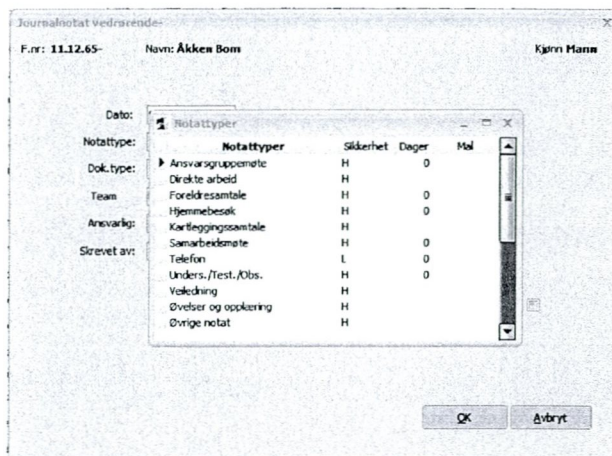 Journalnotat vedrørende-
F.nr: 11.12.65- Navn: Åkken Bom Kjønn Mann
Dato:
Notattyper
Notattype:
Notattyper Sikkerhet Dager Mal
Dok.type:
Ansvarsgruppemøte H 0
Direkte arbeid H
Team
Foreldresamtale H 0
Hjemmebesøk H 0
Ansvarlig:
Kartleggingssamtale H
Samarbeidsmøte H 0
Skrevet av:
Telefon L 0
Unders./Test./Obs. H 0
Veiledning H
Øvelser og opplæring H
Øvrige notat H
OK Avbryt